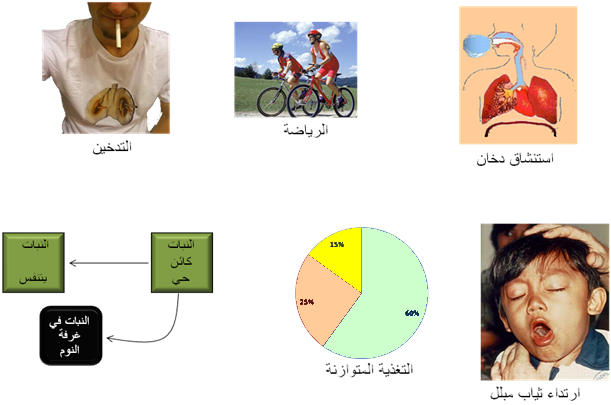 التدخين
الرياضة
استنشاق دخان
النبات
يتنفس
النبات
كائن
حي
النبات في
غرفة
النوم
15%
25%
60%
التغذية المتوازنة
ارتداء ثياب مبلل